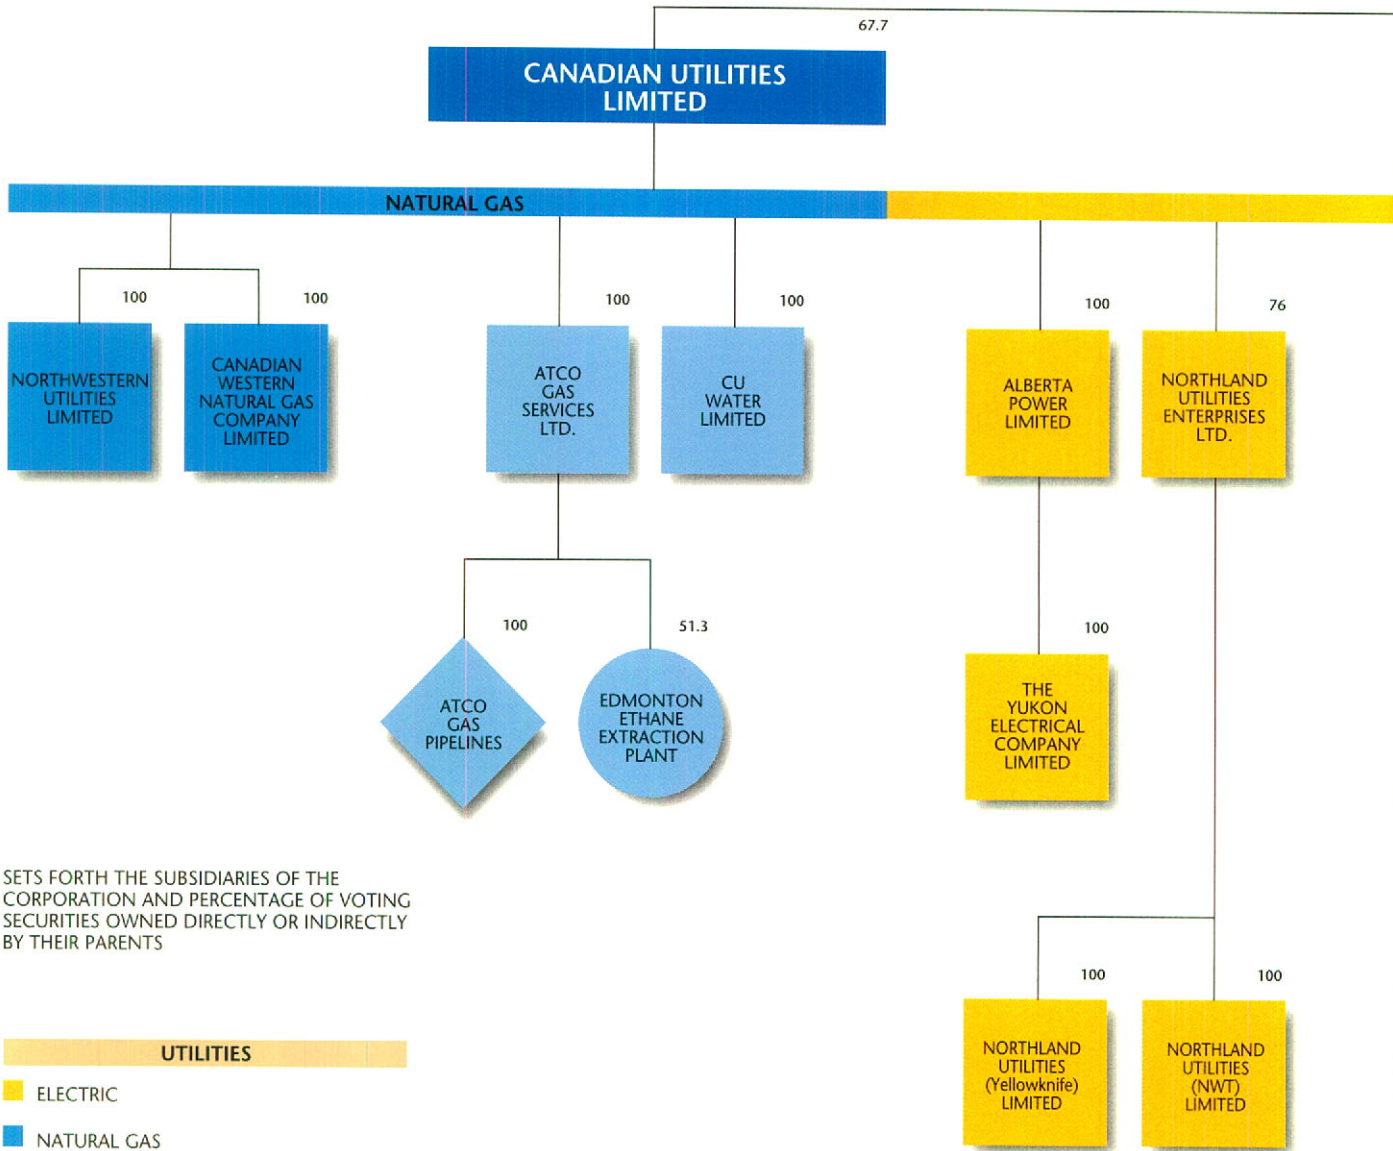 67.7
CANADIAN UTILITIES
LIMITED
NATURAL GAS
100
NORTHWESTERN
UTILITIES
LIMITED
100
CANADIAN
WESTERN
NATURAL GAS
COMPANY
LIMITED
100
ATCO
GAS
SERVICES
LTD.
100
CU
WATER
LIMITED
100
ALBERTA
POWER
LIMITED
76
NORTHLAND
UTILITIES
ENTERPRISES
LTD.
100
ATCO
GAS
PIPELINES
51.3
EDMONTON
ETHANE
EXTRACTION
PLANT
100
THE
YUKON
ELECTRICAL
COMPANY
LIMITED
SETS FORTH THE SUBSIDIARIES OF THE
CORPORATION AND PERCENTAGE OF VOTING
SECURITIES OWNED DIRECTLY OR INDIRECTLY
BY THEIR PARENTS
100
NORTHLAND
UTILITIES
(Yellowknife)
LIMITED
100
NORTHLAND
UTILITIES
(NWT)
LIMITED
UTILITIES
ELECTRIC
NATURAL GAS